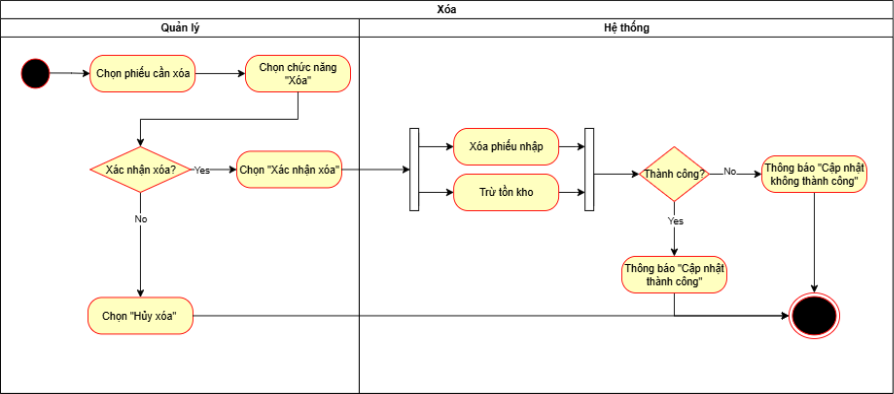 Xóa
Quản lý
Hệ thống
Chọn phiếu cần xóa
Chọn chức năng
"Xóa"
Xác nhận xóa?
Yes
Chọn "Xác nhận xóa"
No
Chọn "Hủy xóa"
Xóa phiếu nhập
Trừ tồn kho
Thành công?
No
Thông báo "Cập nhật
không thành công"
Yes
Thông báo "Cập nhật
thành công"